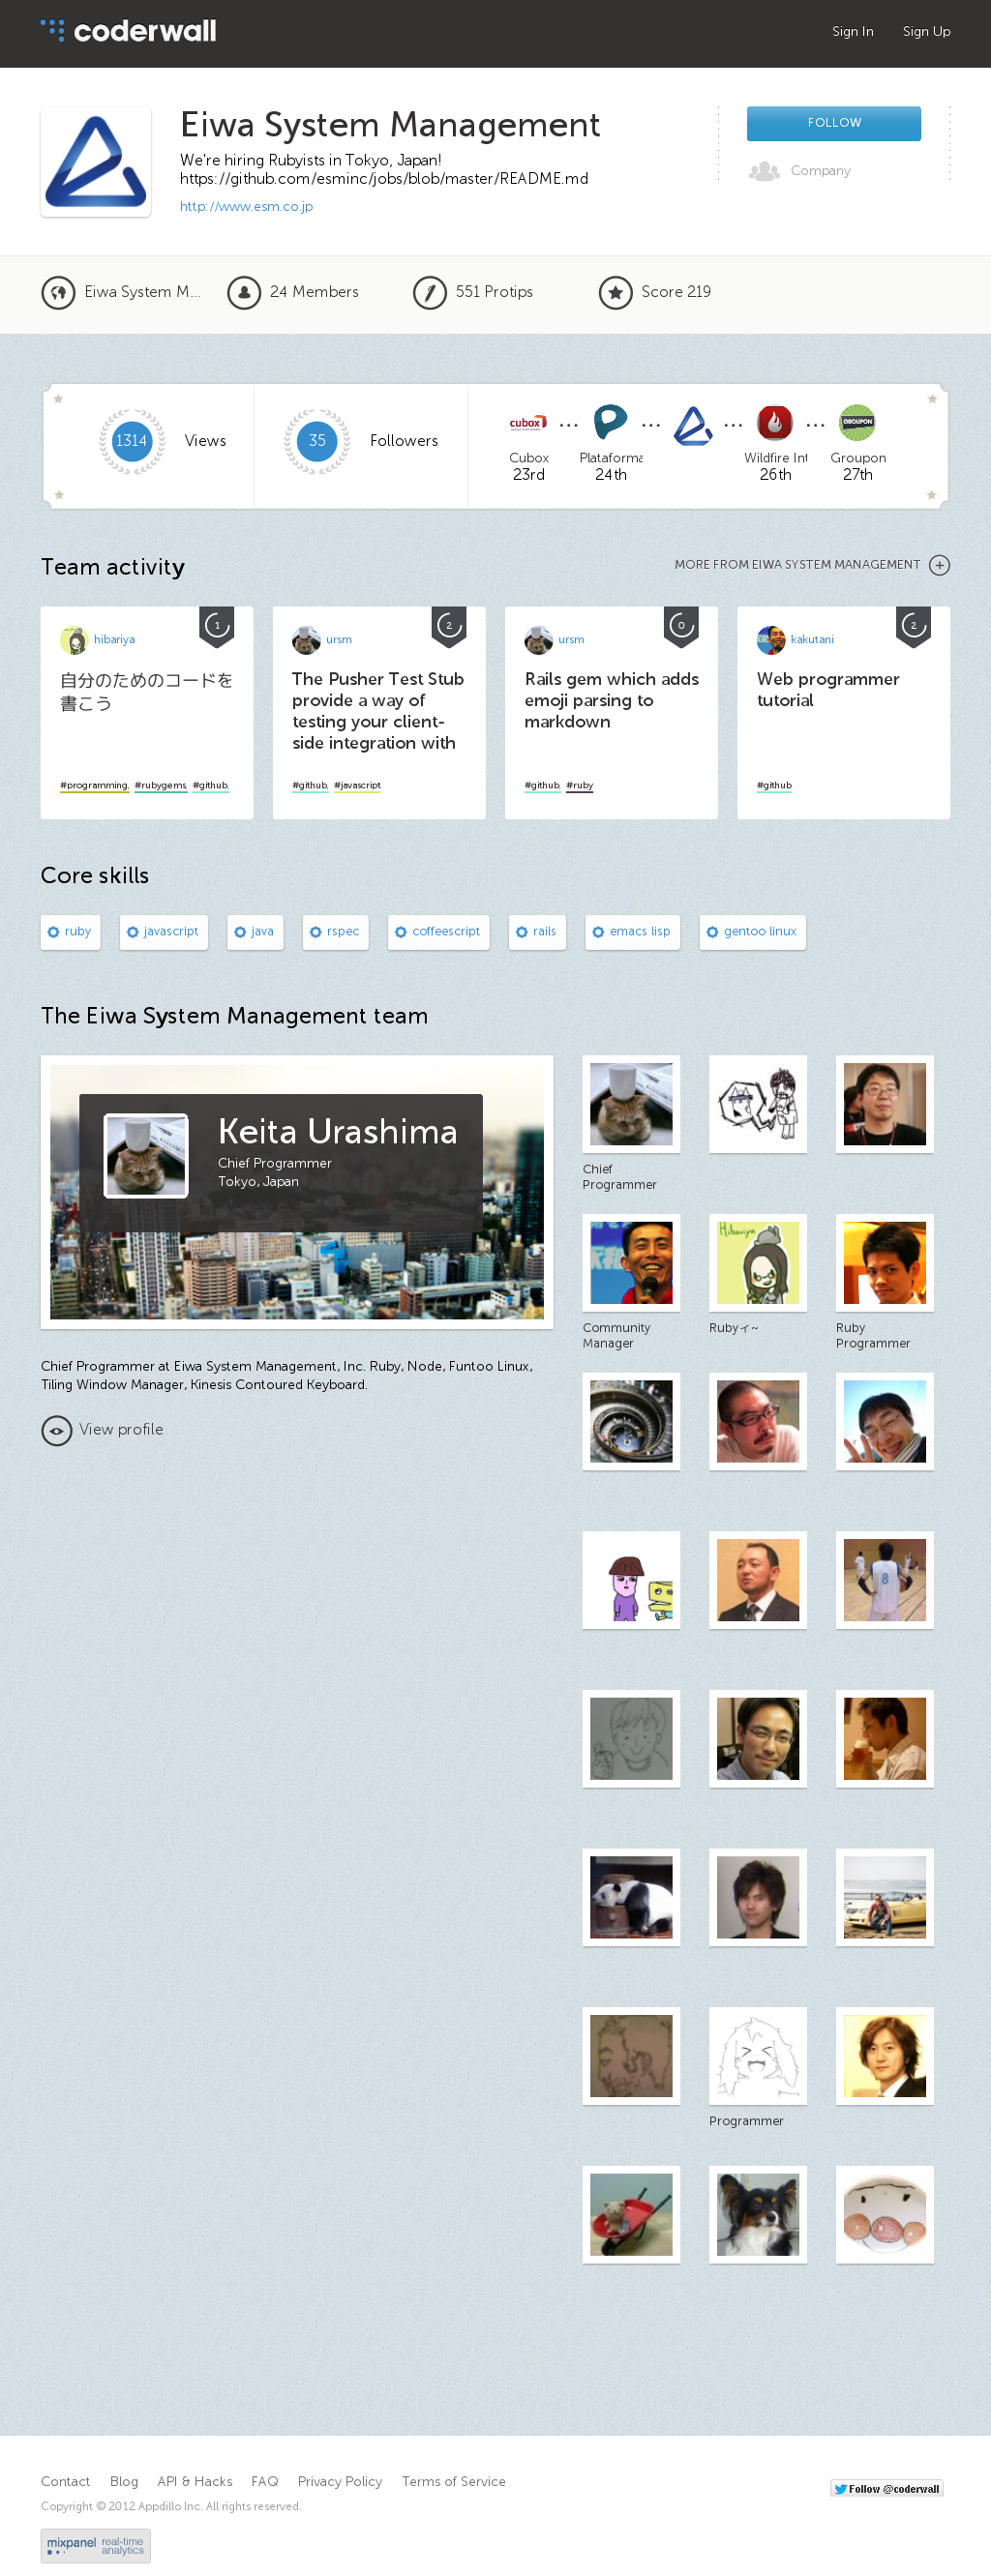 coderwall
Sign In
Sign Up
Eiwa System Management
We're hiring Rubyists in Tokyo, Japan!
https://github.com/esminc/jobs/blob/master/README.md
http://www.esm.co.jp
FOLLOW
Company
Eiwa System M...
24 Members
551 Protips
Score 219
1314
Views
35
Followers
cubox
GROUPON
Cubox
23rd
Plataforma
24th
Wildfire Int
26th
Groupon
27th
Team activity
MORE FROM EIWA SYSTEM MANAGEMENT
hibariya
1
自分のためのコードを
書こう
#programming, #rubygems, #github,
ursm
2
The Pusher Test Stub
provide a way of
testing your client-
side integration with
#github, #javascript
ursm
0
Rails gem which adds
emoji parsing to
markdown
#github, #ruby
kakutani
2
Web programmer
tutorial
#github
Core skills
ruby
javascript
java
rspec
coffeescript
rails
emacs lisp
gentoo linux
The Eiwa System Management team
Keita Urashima
Chief Programmer
Tokyo, Japan
Chief Programmer at Eiwa System Management, Inc. Ruby, Node, Funtoo Linux,
Tiling Window Manager, Kinesis Contoured Keyboard.
View profile
Chief
Programmer
Hibariya
Community
Manager
Rubyイ~
Ruby
Programmer
8
Programmer
Contact
Blog
API & Hacks
FAQ
Privacy Policy
Terms of Service
Copyright © 2012 Appdillo Inc. All rights reserved.
Follow @coderwall
mixpanel real-time
analytics